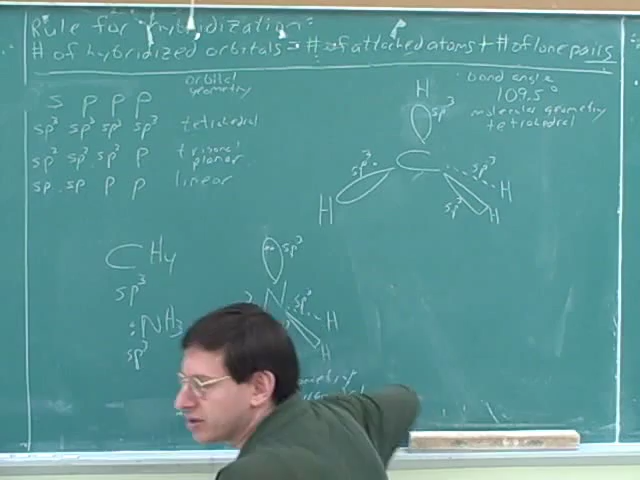 Rule for hybridization:
# of hybridized orbitals = # of attached atoms + # of lone pairs
orbital
geometry
s p p p
sp³ sp³ sp³ sp³ tetrahedral
sp² sp² sp² p trigonal
planar
sp sp p p linear
bond angle
109.5°
molecular geometry
tetrahedral
H
sp³
sp³ C sp³
H
H
sp³ H
CH4
sp³
:NH3
sp³
sp³
N sp³
H
H